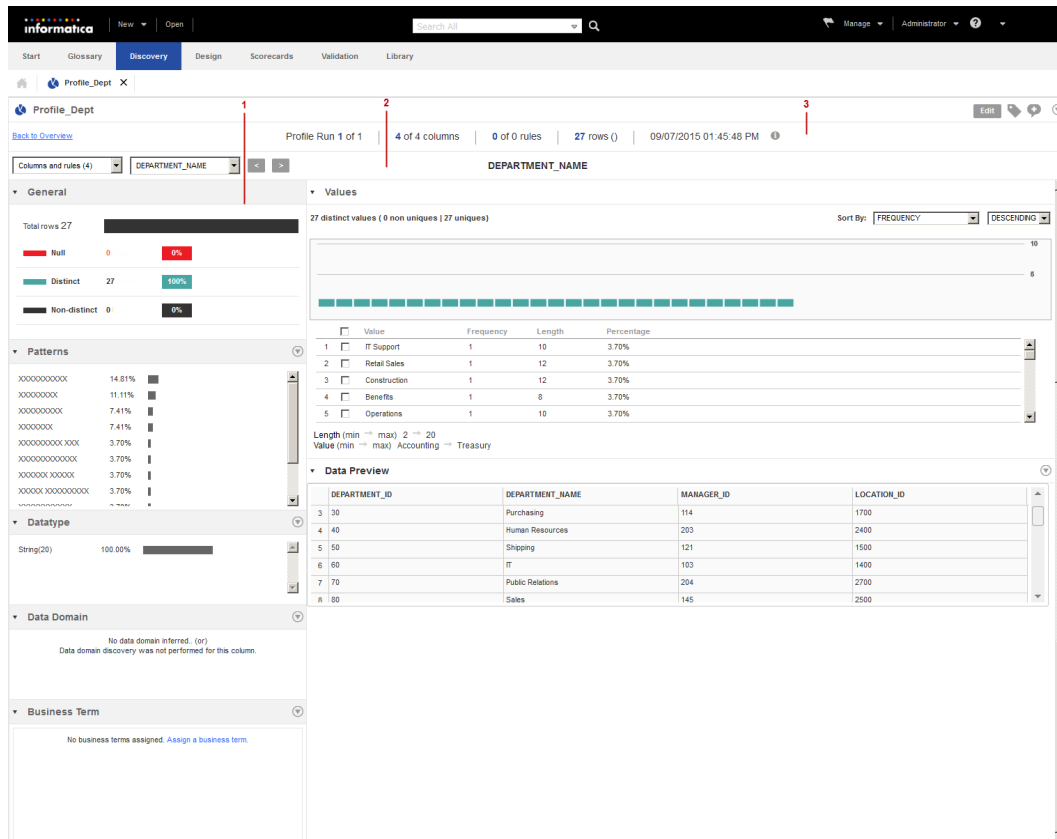 informatica New Open Search All Manage Administrator ?
Start Glossary Discovery Design Scorecards Validation Library
Profile_Dept X
1 2 3
Profile_Dept Edit
Back to Overview Profile Run 1 of 1 4 of 4 columns 0 of 0 rules 27 rows () 09/07/2015 01:45:48 PM
Columns and rules (4) DEPARTMENT_NAME < > DEPARTMENT_NAME
General
Total rows 27
Null 0 0%
Distinct 27 100%
Non-distinct 0 0%
Patterns
XXXXXXXXXX 14.81%
XXXXXXXX 11.11%
XXXXXXXXX 7.41%
XXXXXXX 7.41%
XXXXXXXXX XXX 3.70%
XXXXXXXXXXXX 3.70%
XXXXXX XXXXX 3.70%
XXXXX XXXXXXXXX 3.70%
XXXXXXXXXXX 3.70%
Datatype
String(20) 100.00%
Data Domain
No data domain inferred.. (or)
Data domain discovery was not performed for this column.
Business Term
No business terms assigned. Assign a business term.
Values
27 distinct values ( 0 non uniques | 27 uniques) Sort By: FREQUENCY DESCENDING
10
Value Frequency Length Percentage
1 IT Support 1 10 3.70%
2 Retail Sales 1 12 3.70%
3 Construction 1 12 3.70%
4 Benefits 1 8 3.70%
5 Operations 1 10 3.70%
Length (min → max) 2 → 20
Value (min → max) Accounting → Treasury
Data Preview
DEPARTMENT_ID DEPARTMENT_NAME MANAGER_ID LOCATION_ID
3 30 Purchasing 114 1700
4 40 Human Resources 203 2400
5 50 Shipping 121 1500
6 60 IT 103 1400
7 70 Public Relations 204 2700
8 80 Sales 145 2500